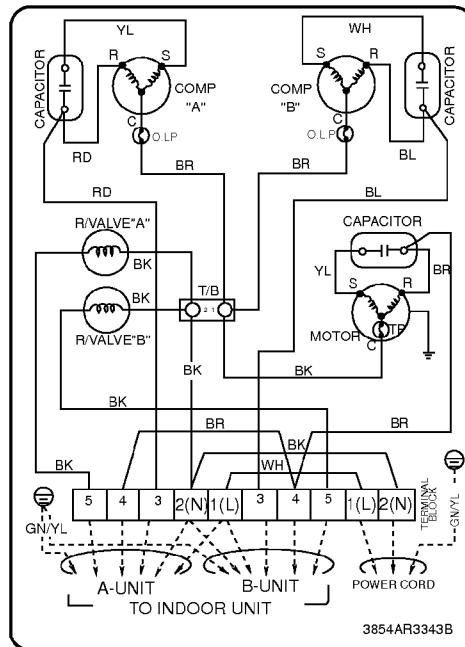 YL
WH
R
S
S
R
CAPACITOR
COMP
"A"
COMP
"B"
CAPACITOR
C
O.L.P
C
O.L.P
RD
BR
BR
BL
RD
BL
R/VALVE"A"
CAPACITOR
BK
YL
BR
T/B
BK
2 1
S
R
R/VALVE"B"
MOTOR
TP
C
BK
BK
BK
BR
BK
BR
BK
WH
5
4
3
2(N)
1(L)
3
4
5
1(L)
2(N)
TERMINAL
BLOCK
GN/YL
GN/YL
A-UNIT
B-UNIT
POWER CORD
TO INDOOR UNIT
3854AR3343B